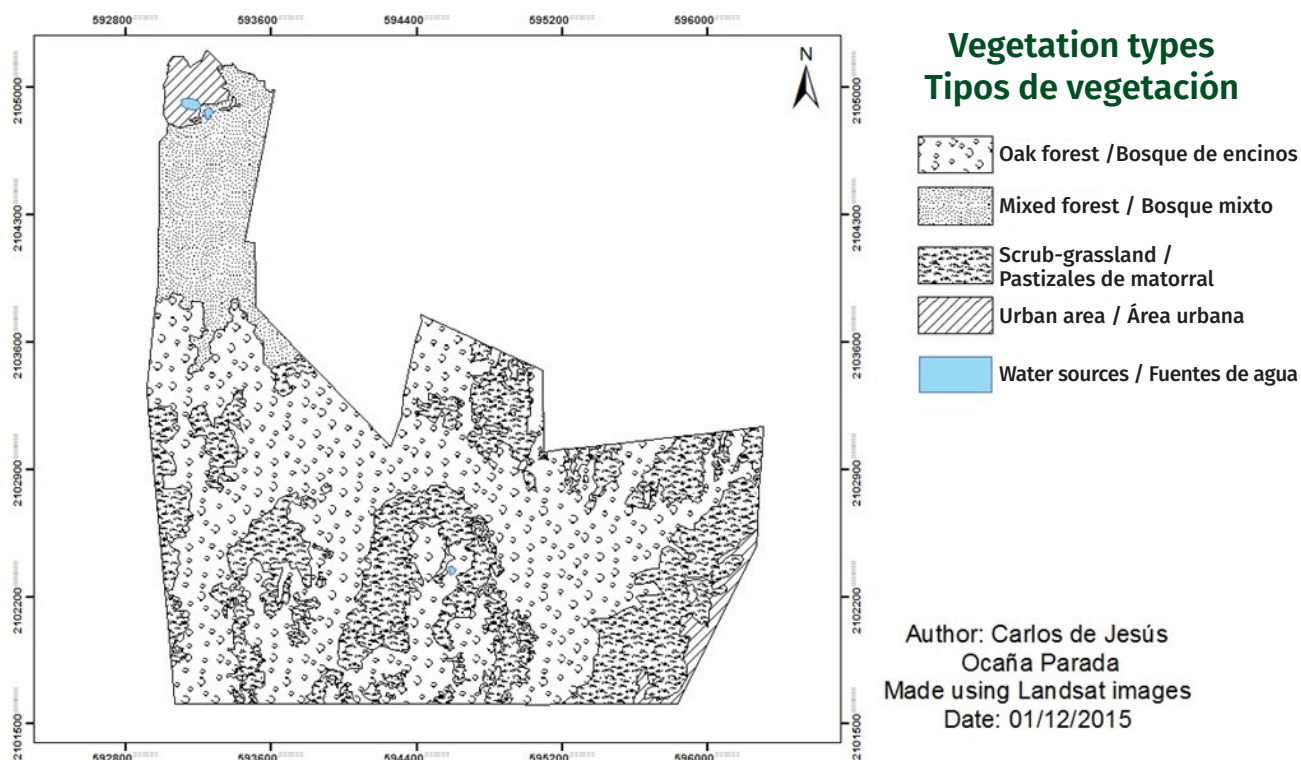 592800 593600 594400 595200 596000
2105000
2104300
2103600
2102900
2102200
2101500
N
2105000
2104300
2103600
2102900
2102200
2101500
592800 593600 594400 595200 596000
Vegetation types
Tipos de vegetación
Oak forest /Bosque de encinos
Mixed forest / Bosque mixto
Scrub-grassland /
Pastizales de matorral
Urban area / Área urbana
Water sources / Fuentes de agua
Author: Carlos de Jesús
Ocaña Parada
Made using Landsat images
Date: 01/12/2015